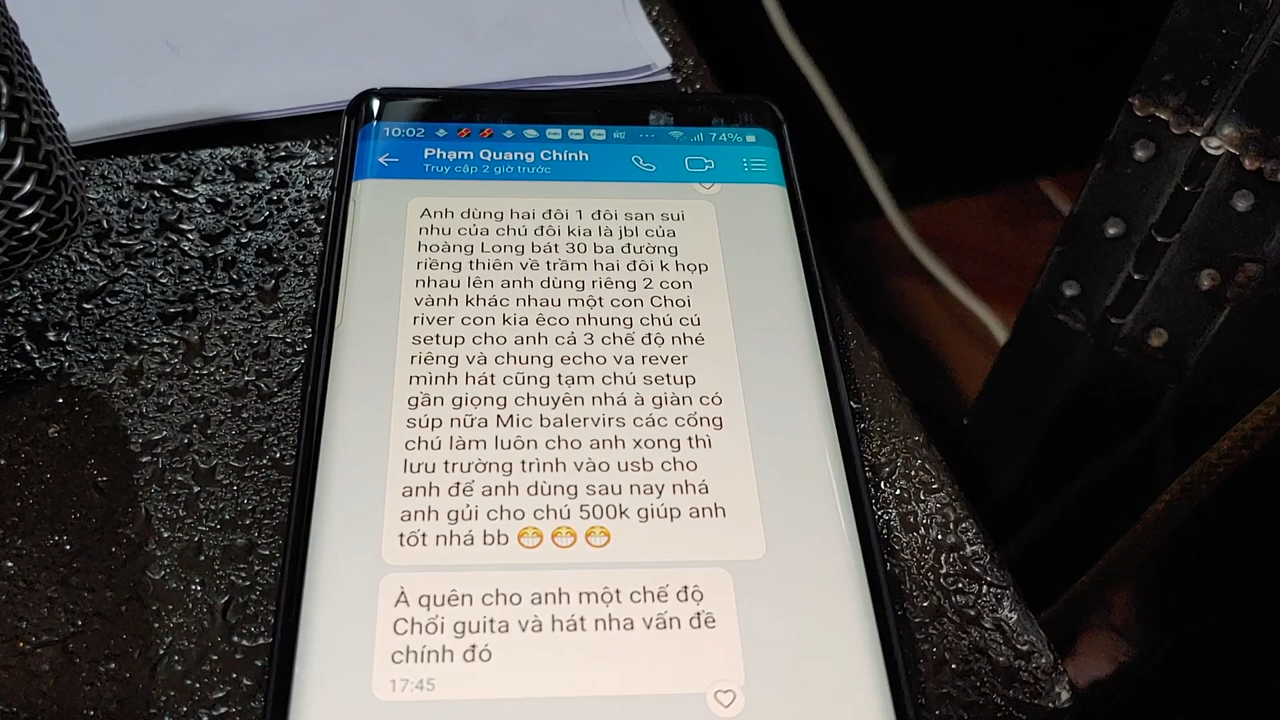 10:02
74%
Phạm Quang Chính
Truy cập 2 giờ trước
Anh dùng hai đôi 1 đôi san sui
nhu của chú đôi kia là jbl của
hoàng Long bát 30 ba đường
riềng thiên về trầm hai đôi k họp
nhau lên anh dùng riêng 2 con
vành khác nhau một con Choi
river con kia êco nhung chú cú
setup cho anh cả 3 chế độ nhé
riêng và chung echo va rever
mình hát cũng tạm chú setup
gần giọng chuyên nhá à giàn có
súp nữa Mic balervirs các cổng
chú làm luôn cho anh xong thì
lưu trường trình vào usb cho
anh để anh dùng sau nay nhá
anh gủi cho chú 500k giúp anh
tốt nhá bb 😁 😁 😁
À quên cho anh một chế độ
Chổi guita và hát nha vấn đề
chính đó
17:45